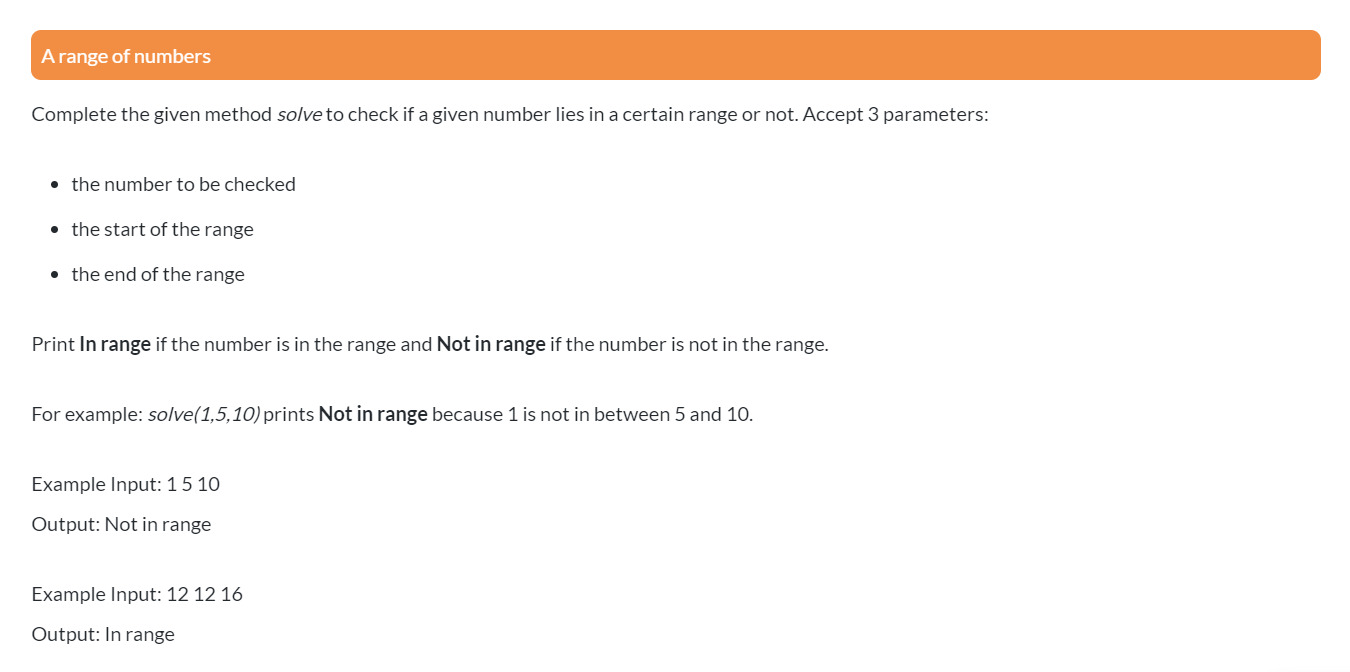 A range of numbers
Complete the given method solve to check if a given number lies in a certain range or not. Accept 3 parameters:
the number to be checked
the start of the range
the end of the range
Print In range if the number is in the range and Not in range if the number is not in the range.
For example: solve(1,5,10) prints Not in range because 1 is not in between 5 and 10.
Example Input: 1 5 10
Output: Not in range
Example Input: 12 12 16
Output: In range